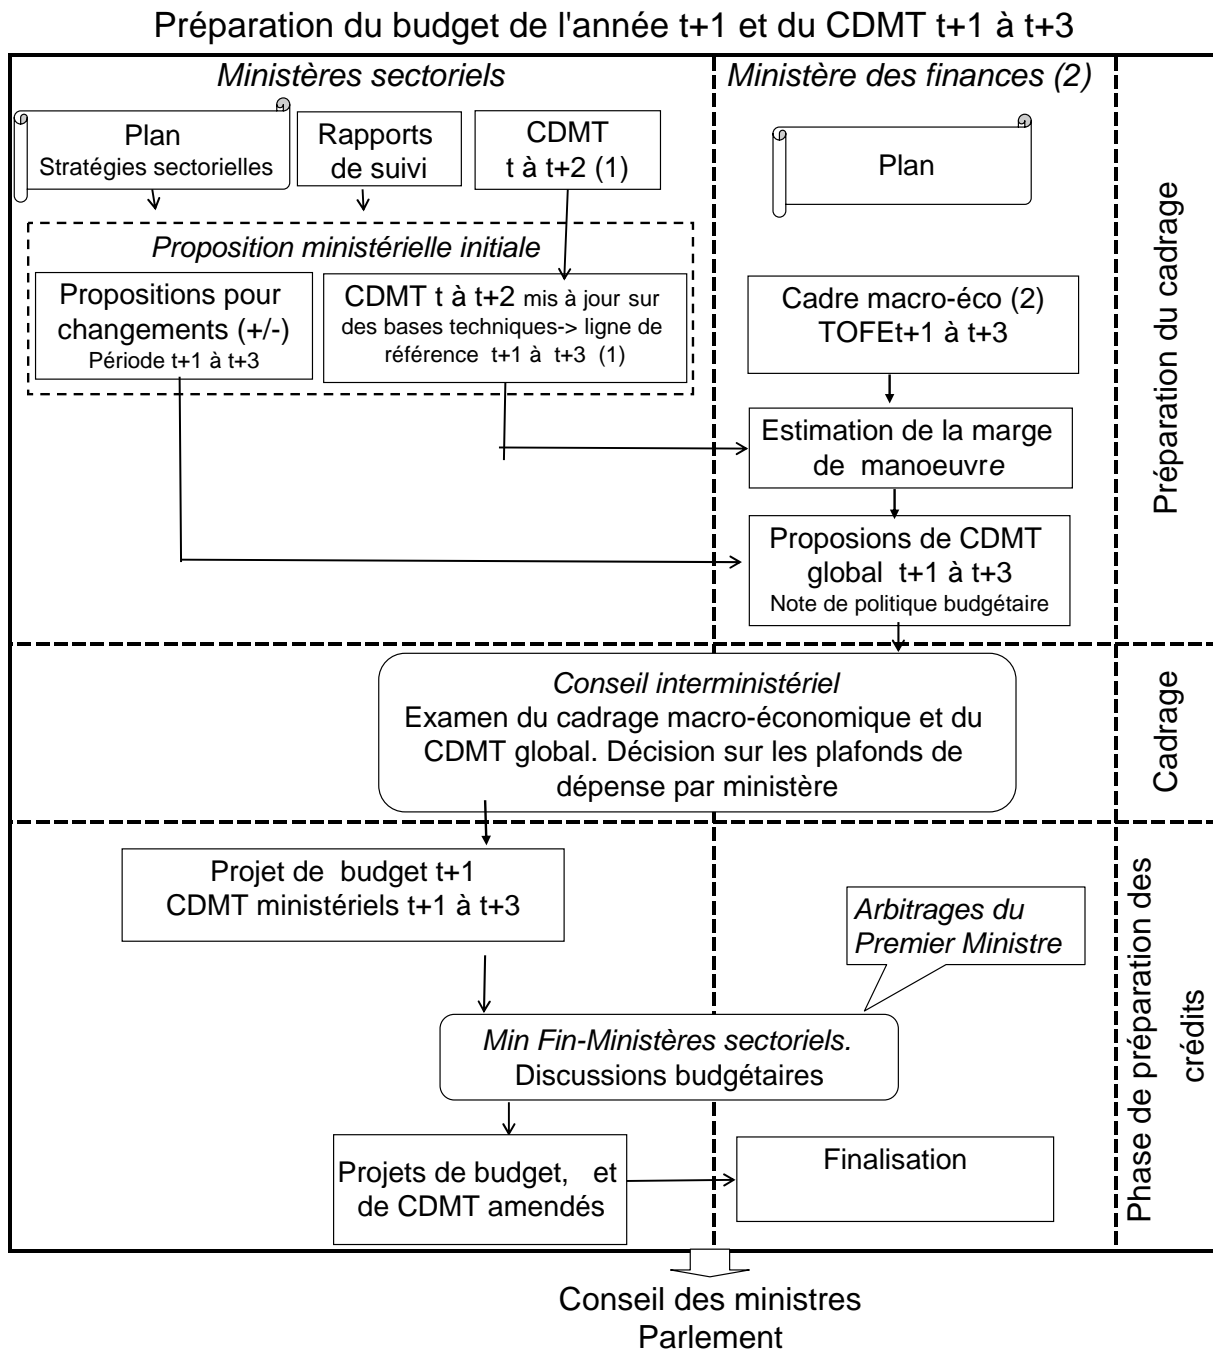 Préparation du budget de l'année t+1 et du CDMT t+1 à t+3
Ministères sectoriels
Ministère des finances (2)
Plan
Stratégies sectorielles
Rapports
de suivi
CDMT
t à t+2 (1)
Plan
Préparation du cadrage
Proposition ministérielle initiale
Propositions pour
changements (+/-)
Période t+1 à t+3
CDMT t à t+2 mis à jour sur
des bases techniques-> ligne de
référence t+1 à t+3 (1)
Cadre macro-éco (2)
TOFEt+1 à t+3
Estimation de la marge
de manoeuvre
Proposions de CDMT
global t+1 à t+3
Note de politique budgétaire
Conseil interministériel
Examen du cadrage macro-économique et du
CDMT global. Décision sur les plafonds de
dépense par ministère
Cadrage
Projet de budget t+1
CDMT ministériels t+1 à t+3
Arbitrages du
Premier Ministre
Phase de préparation des
crédits
Min Fin-Ministères sectoriels.
Discussions budgétaires
Projets de budget, et
de CDMT amendés
Finalisation
Conseil des ministres
Parlement